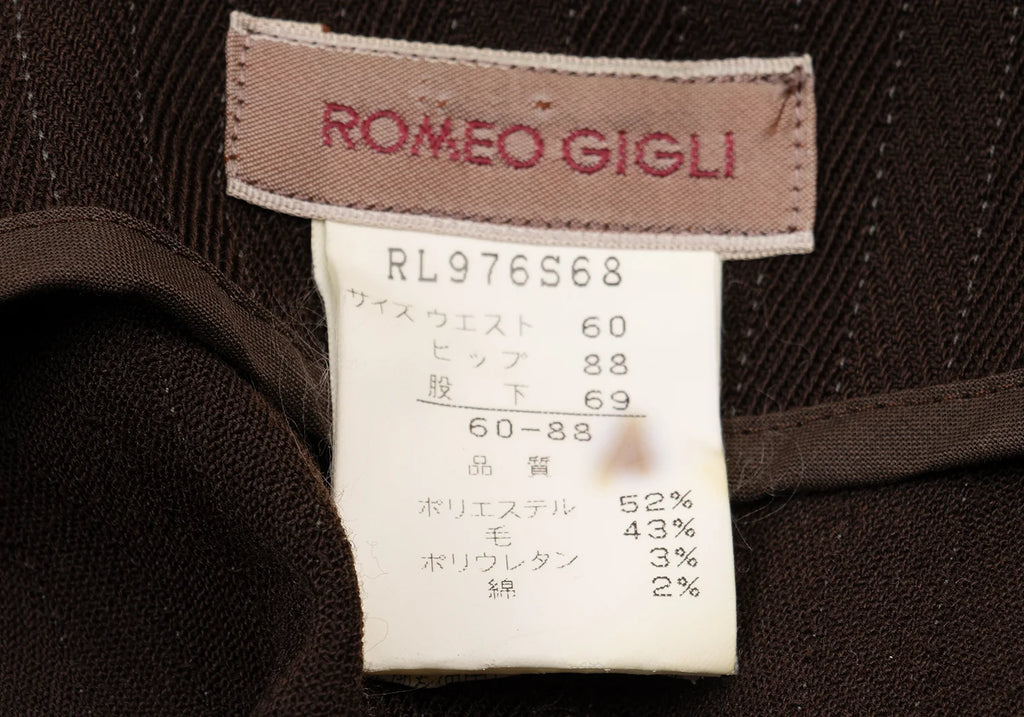 ROMEO GIGLI
RL976S68
サイズ ウエスト 60
ヒップ 88
股下 69
60-88
品質
ポリエステル 52%
毛 43%
ポリウレタン 3%
綿 2%